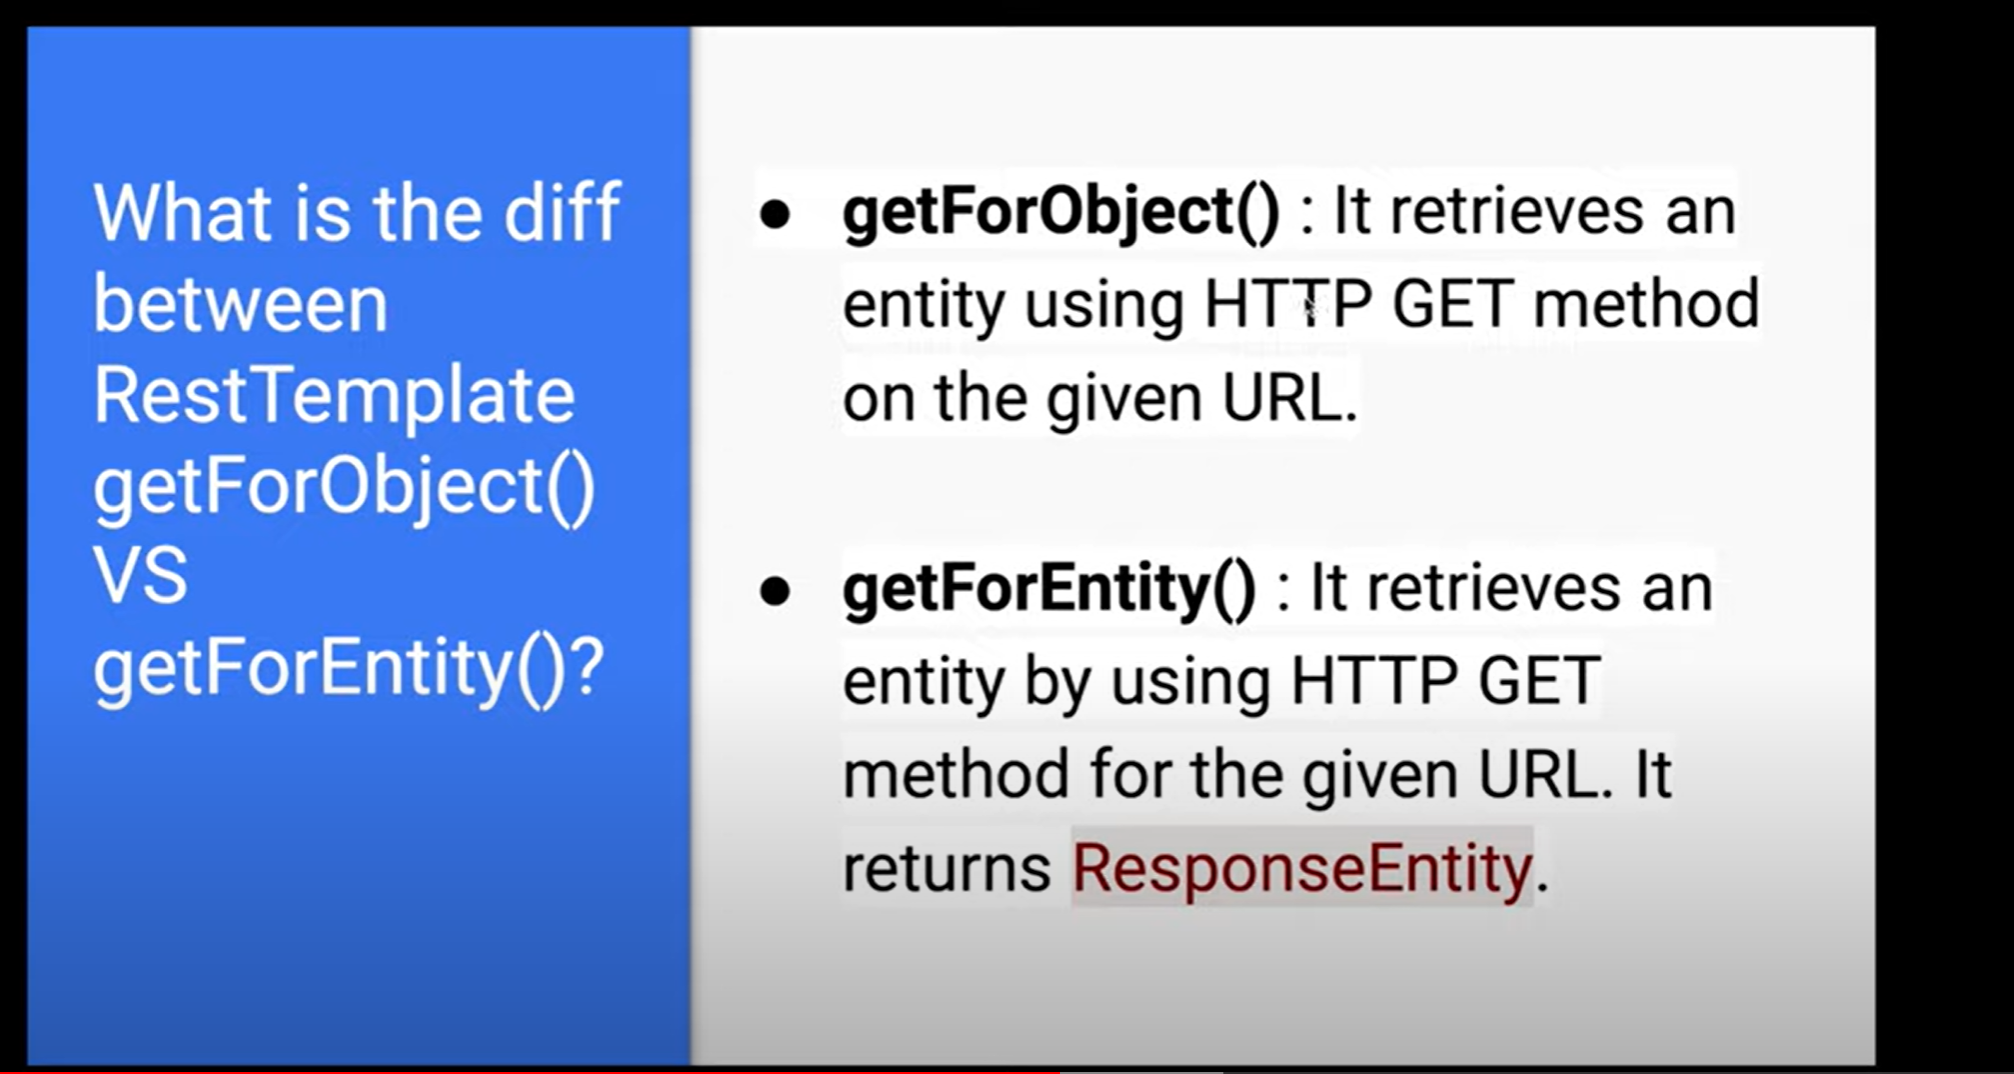 What is the diff
between
RestTemplate
getForObject()
VS
getForEntity()?
● getForObject() : It retrieves an
entity using HTTP GET method
on the given URL.
● getForEntity() : It retrieves an
entity by using HTTP GET
method for the given URL. It
returns ResponseEntity.